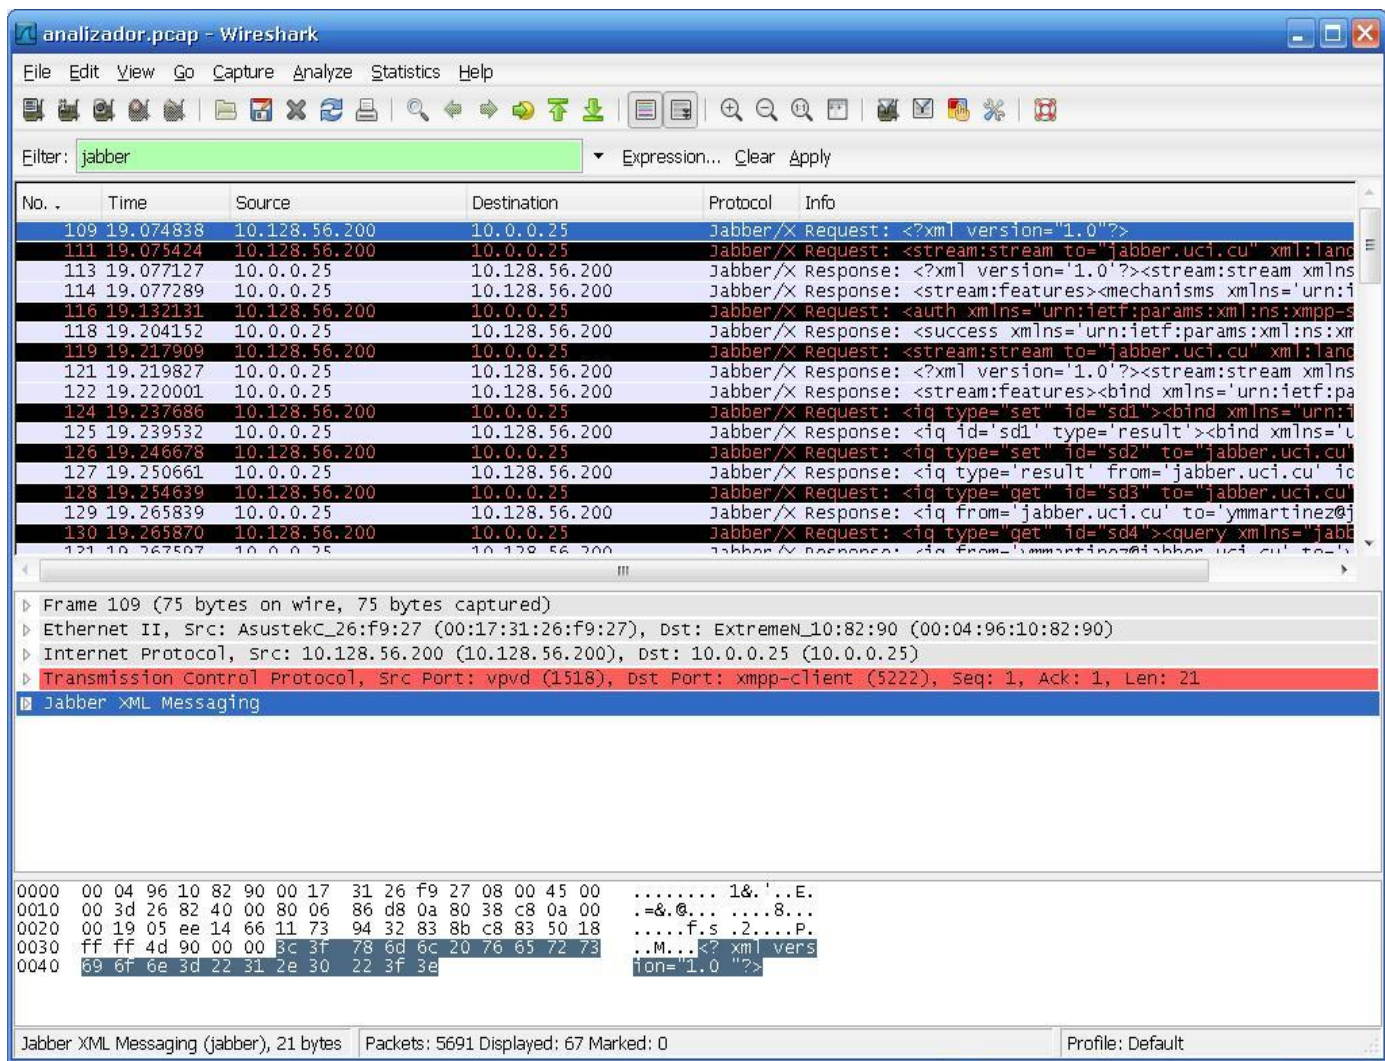 analizador.pcap - Wireshark
File Edit View Go Capture Analyze Statistics Help
Filter: jabber Expression... Clear Apply
No. . Time Source Destination Protocol Info
109 19.074838 10.128.56.200 10.0.0.25 Jabber/X Request: <?xml version="1.0"?>
111 19.075424 10.128.56.200 10.0.0.25 Jabber/X Request: <stream:stream to="jabber.uci.cu" xml:lang
113 19.077127 10.0.0.25 10.128.56.200 Jabber/X Response: <?xml version='1.0'?><stream:stream xmlns
114 19.077289 10.0.0.25 10.128.56.200 Jabber/X Response: <stream:features><mechanisms xmlns='urn:i
116 19.132131 10.128.56.200 10.0.0.25 Jabber/X Request: <auth xmlns="urn:ietf:params:xml:ns:xmpp-s
118 19.204152 10.0.0.25 10.128.56.200 Jabber/X Response: <success xmlns='urn:ietf:params:xml:ns:xm
119 19.217909 10.128.56.200 10.0.0.25 Jabber/X Request: <stream:stream to="jabber.uci.cu" xml:lang
121 19.219827 10.0.0.25 10.128.56.200 Jabber/X Response: <?xml version='1.0'?><stream:stream xmlns
122 19.220001 10.0.0.25 10.128.56.200 Jabber/X Response: <stream:features><bind xmlns='urn:ietf:pa
124 19.237686 10.128.56.200 10.0.0.25 Jabber/X Request: <iq type="set" id="sd1"><bind xmlns="urn:i
125 19.239532 10.0.0.25 10.128.56.200 Jabber/X Response: <iq id='sd1' type='result'><bind xmlns='u
126 19.246678 10.128.56.200 10.0.0.25 Jabber/X Request: <iq type="set" id="sd2" to="jabber.uci.cu"
127 19.250661 10.0.0.25 10.128.56.200 Jabber/X Response: <iq type='result' from='jabber.uci.cu' id
128 19.254639 10.128.56.200 10.0.0.25 Jabber/X Request: <iq type="get" id="sd3" to="jabber.uci.cu"
129 19.265839 10.0.0.25 10.128.56.200 Jabber/X Response: <iq from='jabber.uci.cu' to='ymmartinez@j
130 19.265870 10.128.56.200 10.0.0.25 Jabber/X Request: <iq type="get" id="sd4"><query xmlns="jabb
131 19.267597 10.0.0.25 10.128.56.200 Jabber/X Response: <iq from='ymmartinez@jabber.uci.cu' to='y
Frame 109 (75 bytes on wire, 75 bytes captured)
Ethernet II, Src: AsustekC_26:f9:27 (00:17:31:26:f9:27), Dst: ExtremeN_10:82:90 (00:04:96:10:82:90)
Internet Protocol, Src: 10.128.56.200 (10.128.56.200), Dst: 10.0.0.25 (10.0.0.25)
Transmission Control Protocol, Src Port: vpvd (1518), Dst Port: xmpp-client (5222), Seq: 1, Ack: 1, Len: 21
Jabber XML Messaging
0000 00 04 96 10 82 90 00 17 31 26 f9 27 08 00 45 00 ........ 1&.'..E.
0010 00 3d 26 82 40 00 80 06 86 d8 0a 80 38 c8 0a 00 .=&.@... ....8...
0020 00 19 05 ee 14 66 11 73 94 32 83 8b c8 83 50 18 .....f.s .2....P.
0030 ff ff 4d 90 00 00 3c 3f 78 6d 6c 20 76 65 72 73 ..M...<? xml vers
0040 69 6f 6e 3d 22 31 2e 30 22 3f 3e ion="1.0 "?>
Jabber XML Messaging (jabber), 21 bytes Packets: 5691 Displayed: 67 Marked: 0 Profile: Default